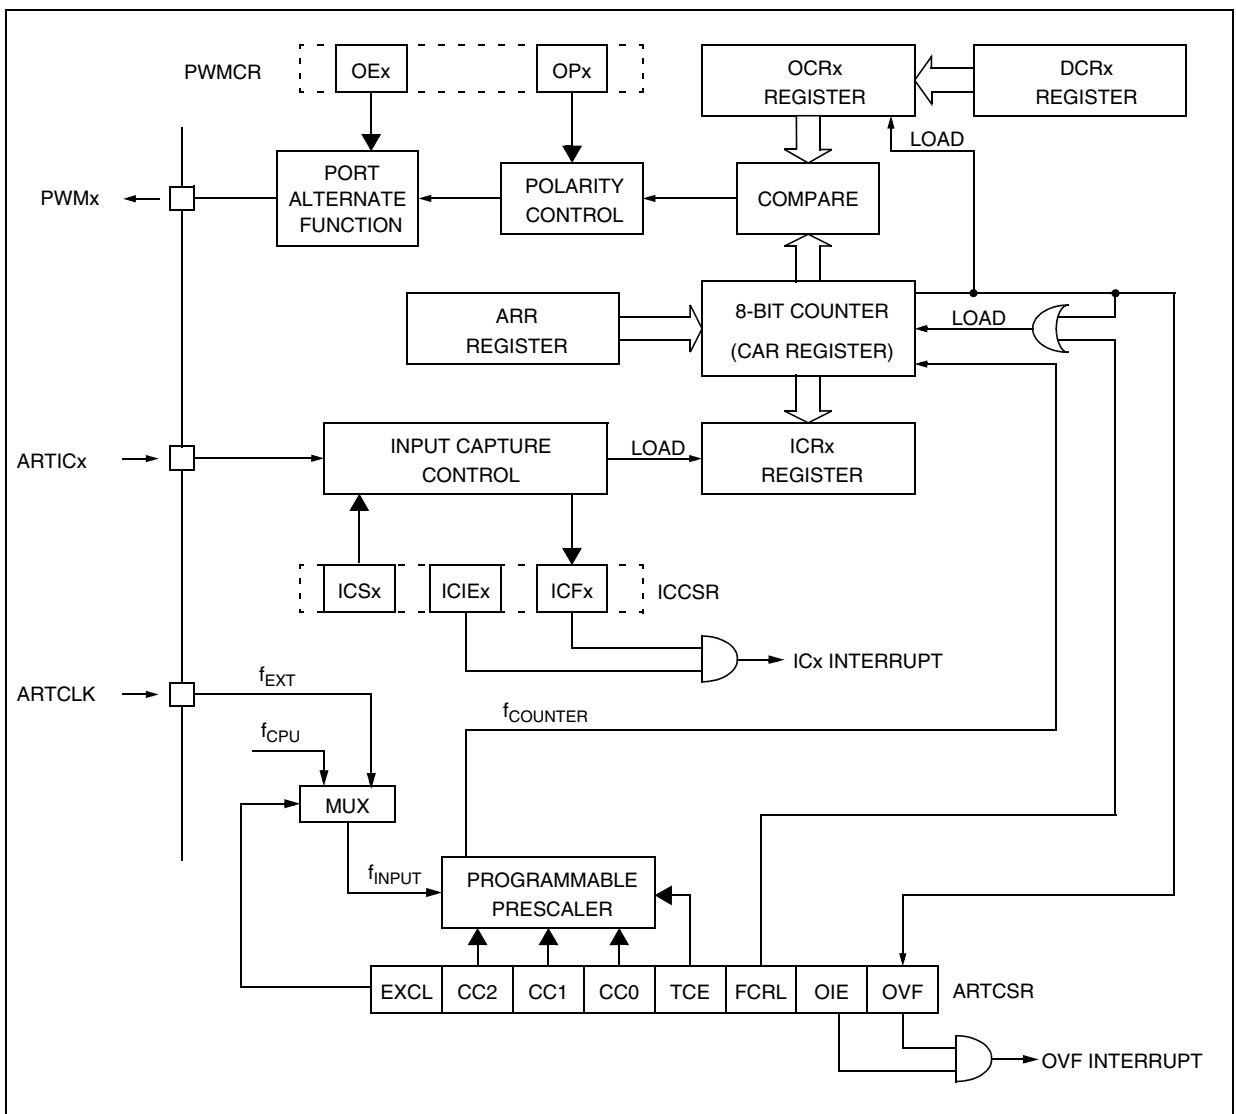 PWMCR
OEx
OPx
OCRx
REGISTER
DCRx
REGISTER
LOAD
PWMx
PORT
ALTERNATE
FUNCTION
POLARITY
CONTROL
COMPARE
ARR
REGISTER
8-BIT COUNTER
(CAR REGISTER)
LOAD
ARTICx
INPUT CAPTURE
CONTROL
LOAD
ICRx
REGISTER
ICSx
ICIEx
ICFx
ICCSR
ICx INTERRUPT
ARTCLK
fEXT
fCPU
fCOUNTER
MUX
fINPUT
PROGRAMMABLE
PRESCALER
EXCL
CC2
CC1
CC0
TCE
FCRL
OIE
OVF
ARTCSR
OVF INTERRUPT